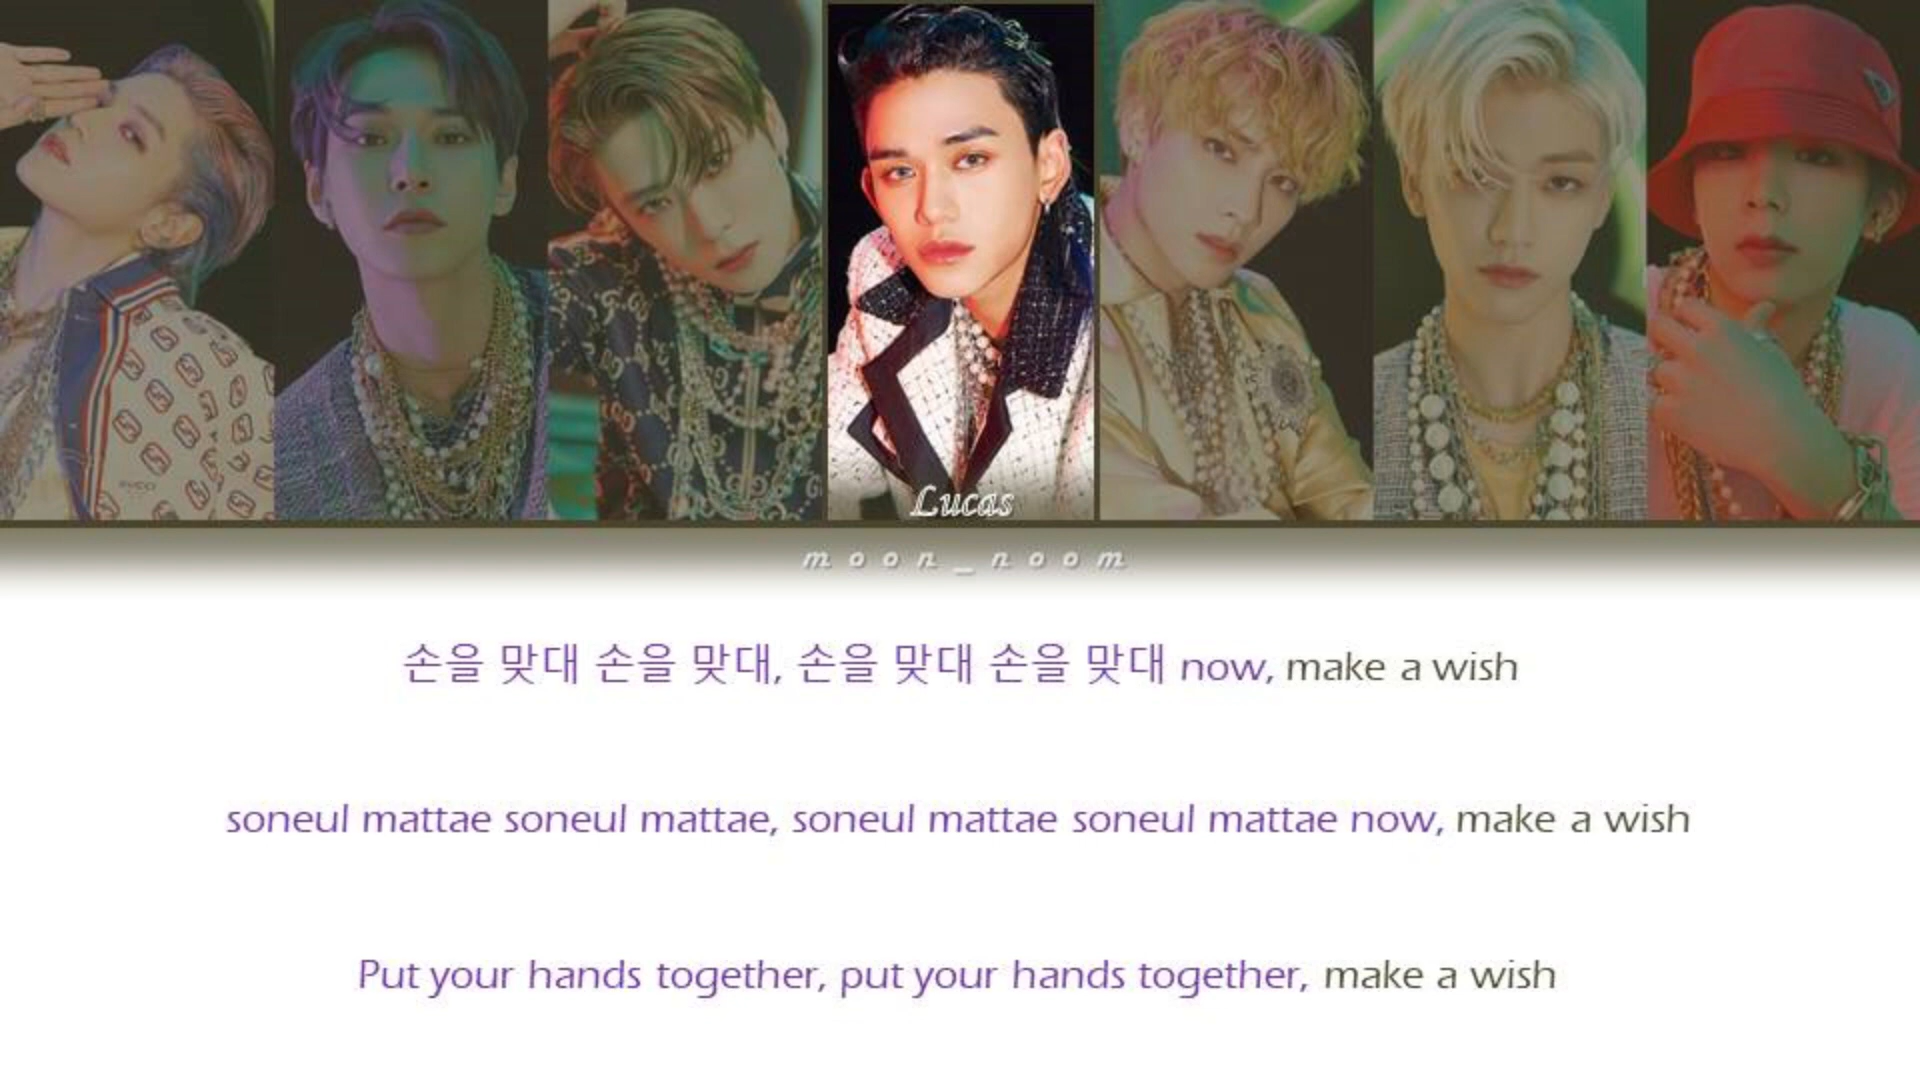 Lucas
moon_noom
손을 맞대 손을 맞대, 손을 맞대 손을 맞대 now, make a wish
soneul mattae soneul mattae, soneul mattae soneul mattae now, make a wish
Put your hands together, put your hands together, make a wish